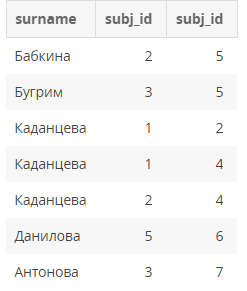 surname subj_id subj_id
Бабкина 2 5
Бугрим 3 5
Каданцева 1 2
Каданцева 1 4
Каданцева 2 4
Данилова 5 6
Антонова 3 7